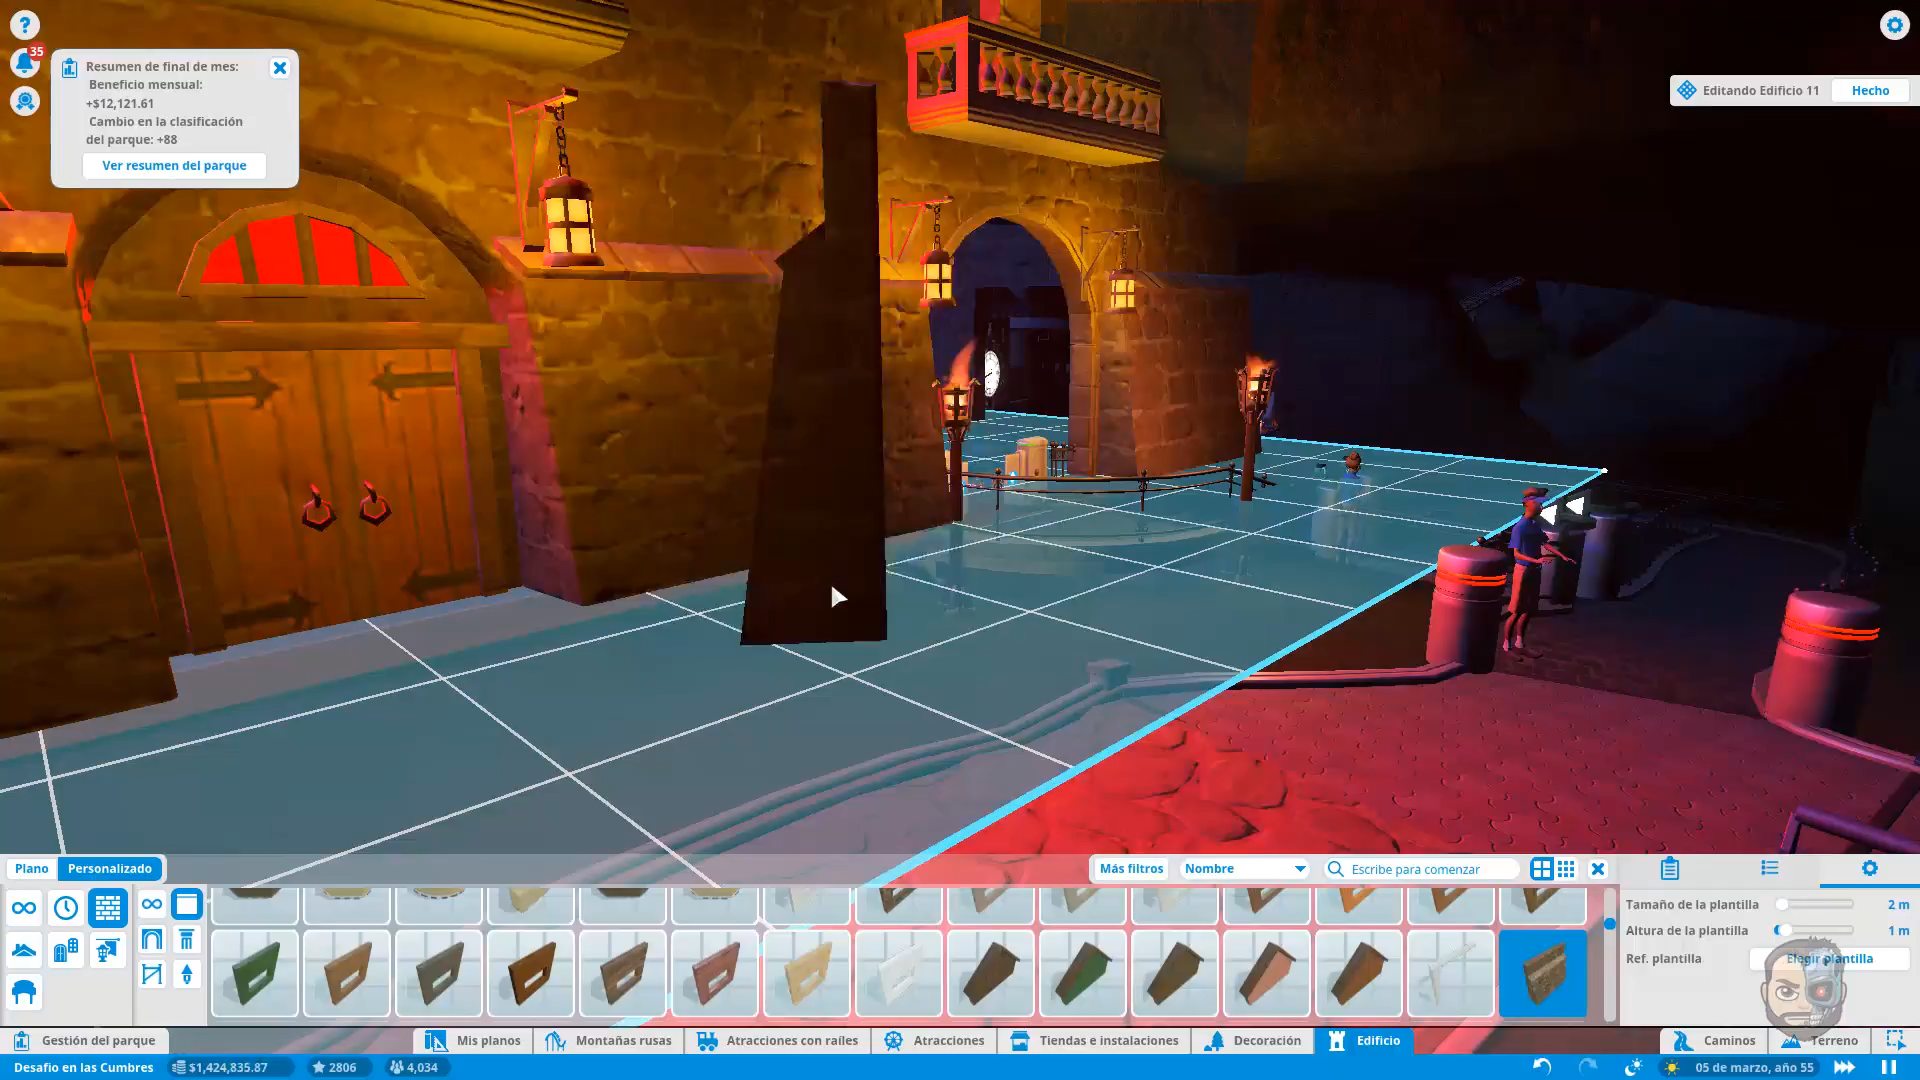 ?
35
Resumen de final de mes:
Beneficio mensual:
+$12,121.61
Cambio en la clasificación
del parque: +88
Ver resumen del parque
Editando Edificio 11
Hecho
Plano
Personalizado
Más filtros
Nombre
Escribe para comenzar
Tamaño de la plantilla
2 m
Altura de la plantilla
1 m
Ref. plantilla
Elegir plantilla
Gestión del parque
Mis planos
Montañas rusas
Atracciones con raíles
Atracciones
Tiendas e instalaciones
Decoración
Edificio
Caminos
Terreno
Desafio en las Cumbres
$1,424,835.87
2806
4,034
05 de marzo, año 55